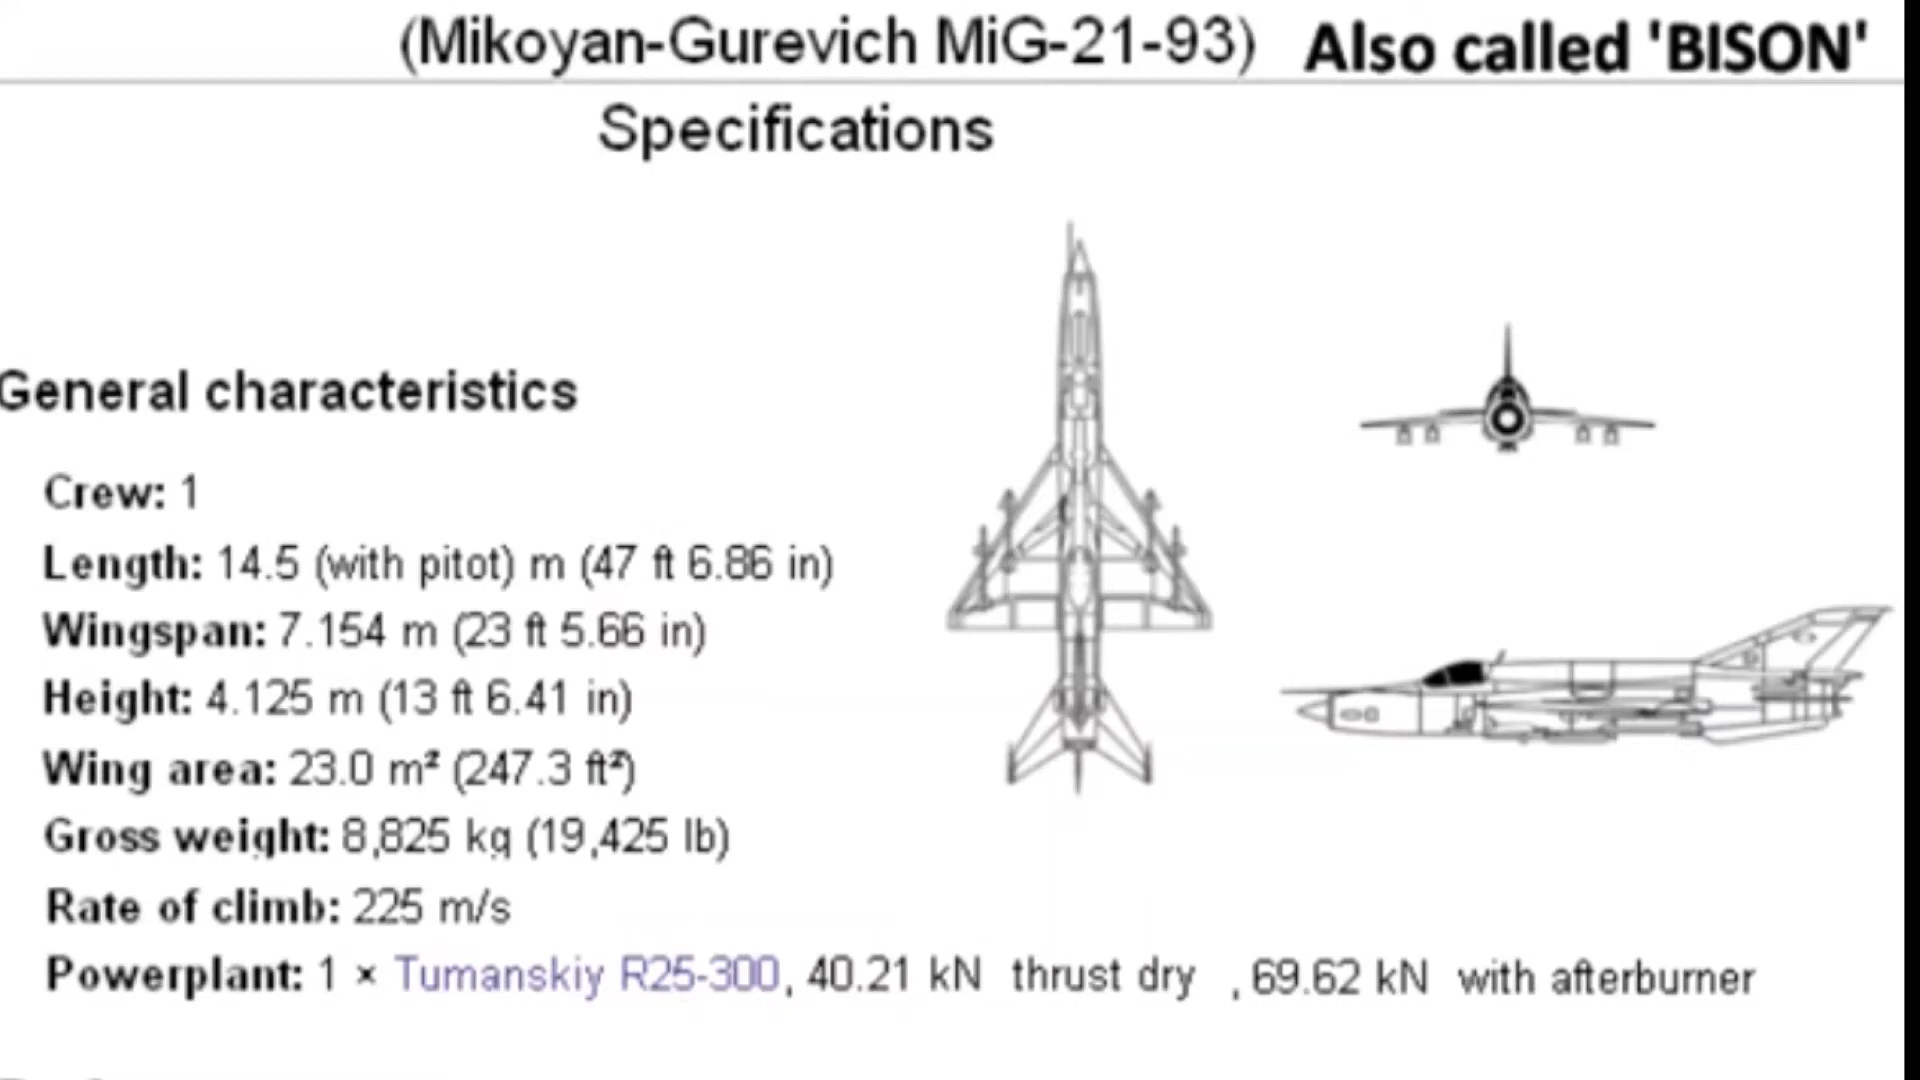 (Mikoyan-Gurevich MiG-21-93) Also called 'BISON'
Specifications
General characteristics
Crew: 1
Length: 14.5 (with pitot) m (47 ft 6.86 in)
Wingspan: 7.154 m (23 ft 5.66 in)
Height: 4.125 m (13 ft 6.41 in)
Wing area: 23.0 m² (247.3 ft²)
Gross weight: 8,825 kg (19,425 lb)
Rate of climb: 225 m/s
Powerplant: 1 × Tumanskiy R25-300, 40.21 kN thrust dry , 69.62 kN with afterburner